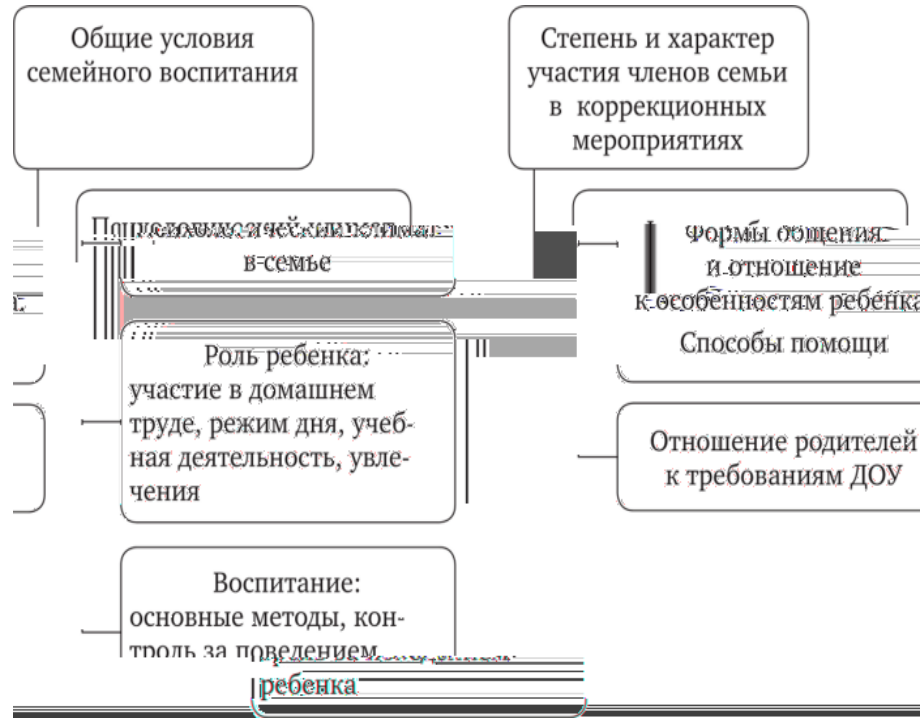 Общие условия
семейного воспитания
Степень и характер
участия членов семьи
в коррекционных
мероприятиях
в семье
Формы общения
и отношение
к особенностям ребенка
Способы помощи
Роль ребенка:
участие в домашнем
труде, режим дня, учеб-
ная деятельность, увле-
чения
Отношение родителей
к требованиям ДОУ
Воспитание:
основные методы, кон-
троль за поведением
ребенка